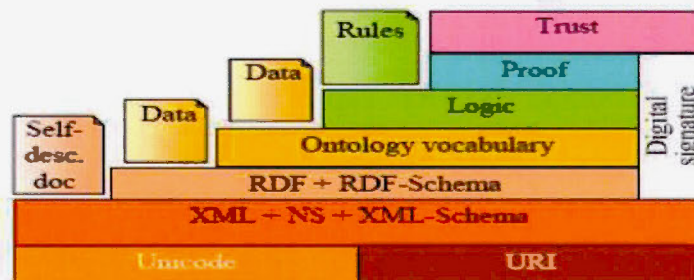 Rules
Trust
Data
Proof
Data
Logic
Self-
desc.
doc
Ontology vocabulary
Digital
signature
RDF + RDF-Schema
XML + NS + XML-Schema
Unicode
URI